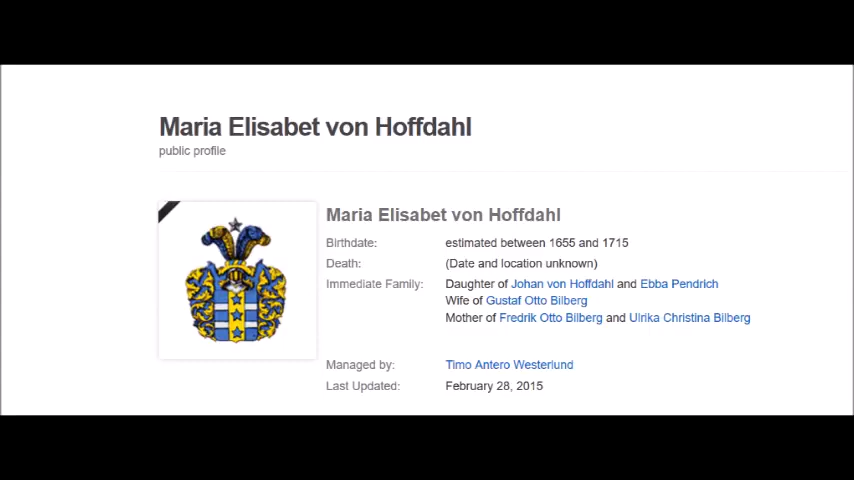 Maria Elisabet von Hoffdahl
public profile
Maria Elisabet von Hoffdahl
Birthdate: estimated between 1655 and 1715
Death: (Date and location unknown)
Immediate Family: Daughter of Johan von Hoffdahl and Ebba Pendrich
Wife of Gustaf Otto Bilberg
Mother of Fredrik Otto Bilberg and Ulrika Christina Bilberg
Managed by: Timo Antero Westerlund
Last Updated: February 28, 2015